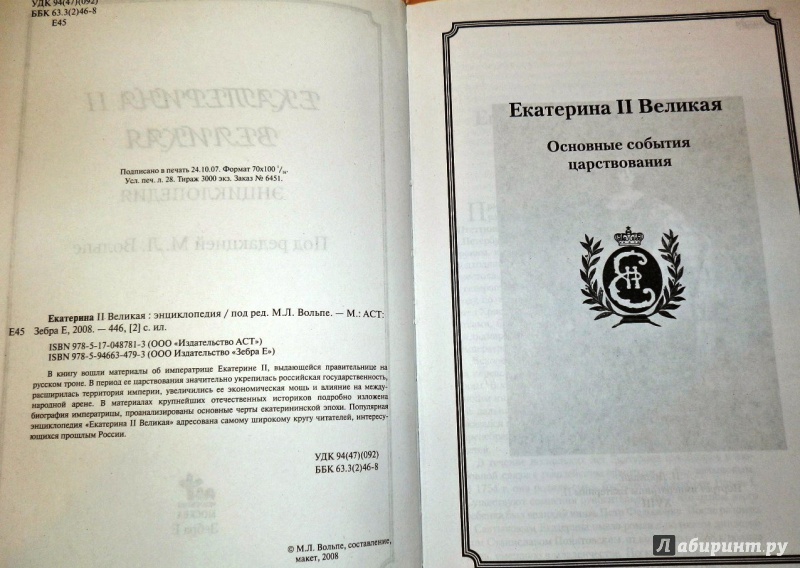 УДК 94(47)(092)
ББК 63.3(2)46-8
Е45
Подписано в печать 24.10.07. Формат 70х100 1/16.
Усл. печ. л. 28. Тираж 3000 экз. Заказ № 6451.
Екатерина II Великая : энциклопедия / под ред. М.Л. Вольпе. — М.: АСТ:
Е45 Зебра Е, 2008. — 446, [2] с. ил.
ISBN 978-5-17-048781-3 (ООО «Издательство АСТ»)
ISBN 978-5-94663-479-3 (ООО «Издательство «Зебра Е»)
В книгу вошли материалы об императрице Екатерине II, выдающейся правительнице на
русском троне. В период ее царствования значительно укрепилась российская государственность,
расширилась территория империи, увеличились ее экономическая мощь и влияние на между-
народной арене. В материалах крупнейших отечественных историков подробно изложена
биография императрицы, проанализированы основные черты екатерининской эпохи. Популярная
энциклопедия «Екатерина II Великая» адресована самому широкому кругу читателей, интересу-
ющихся прошлым России.
УДК 94(47)(092)
ББК 63.3(2)46-8
© М.Л. Вольпе, составление,
макет, 2008
Екатерина II Великая
Основные события
царствования
Лабиринт.ру